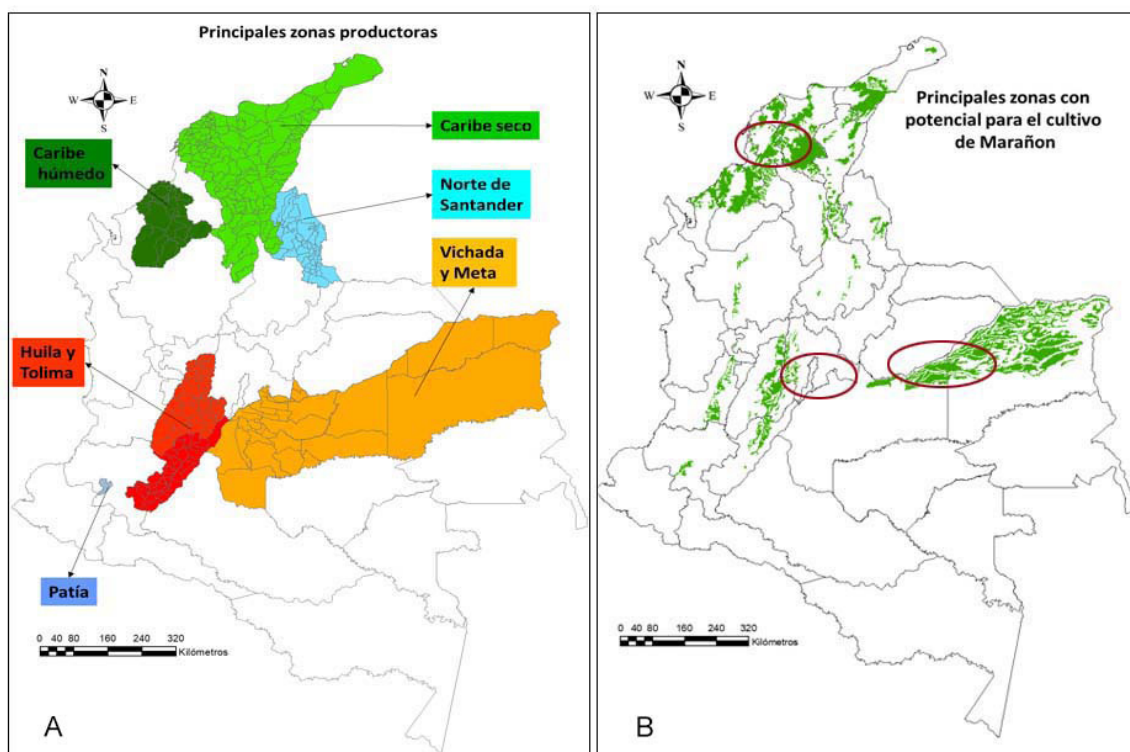 Principales zonas productoras
N
W E
S
Caribe seco
Caribe
húmedo
Norte de
Santander
Vichada
y Meta
Huila y
Tolima
Patía
0 40 80 160 240 320
Kilómetros
A
N
W E
S
Principales zonas con
potencial para el cultivo
de Marañon
0 40 80 160 240 320
Kilómetros
B